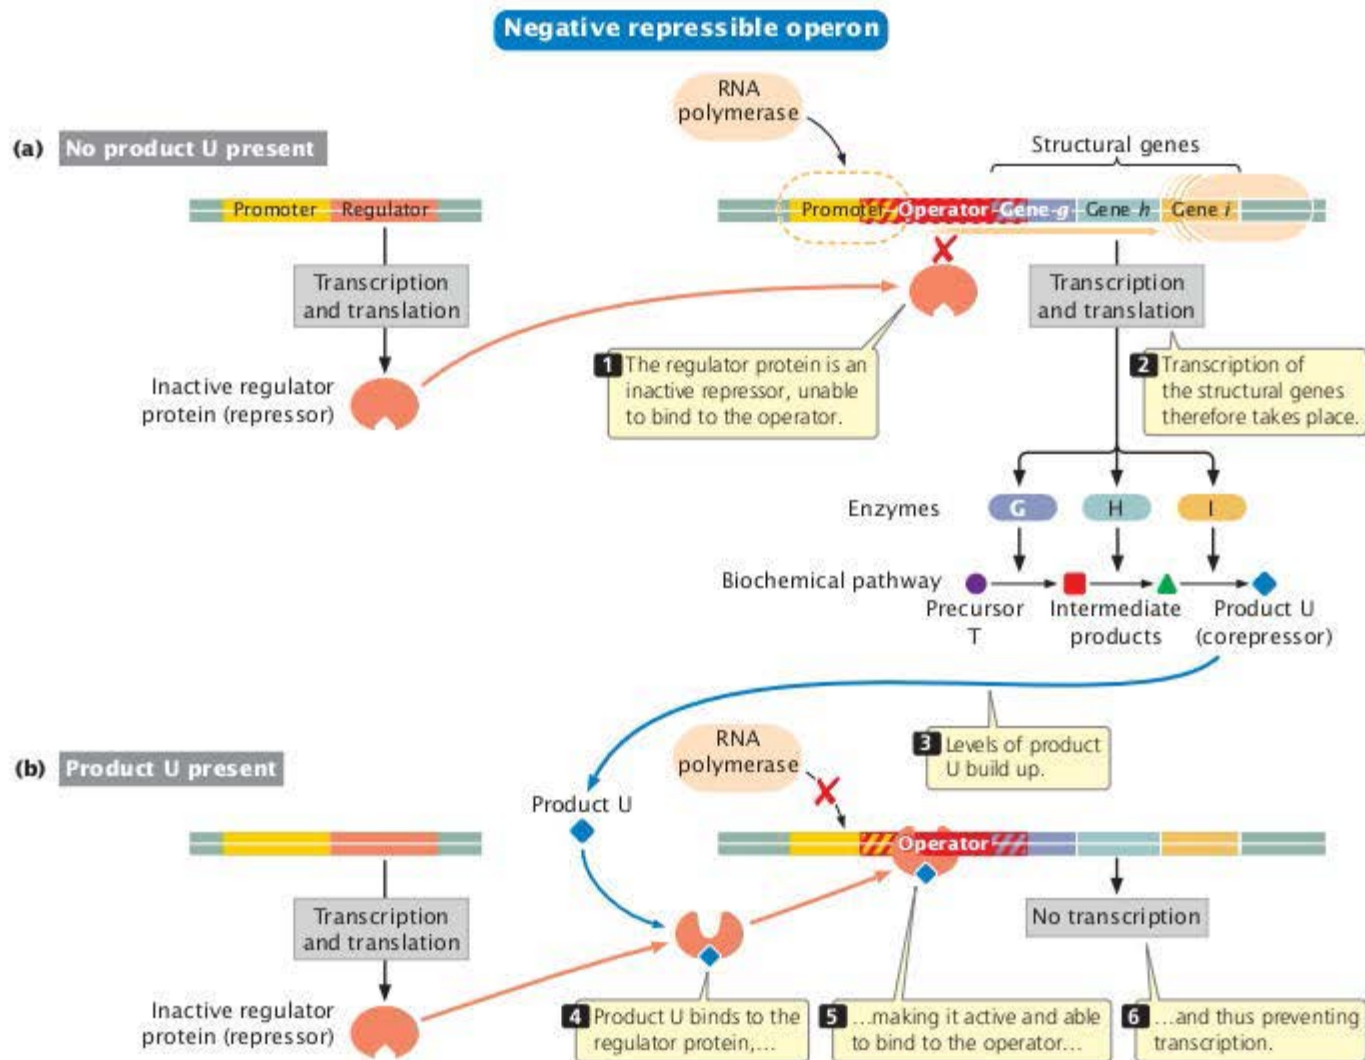 Negative repressible operon
RNA
polymerase
(a) No product U present
Structural genes
Promoter Regulator
Promoter Operator Gene g Gene h Gene i
Transcription
and translation
Transcription
and translation
1 The regulator protein is an
inactive repressor, unable
to bind to the operator.
2 Transcription of
the structural genes
therefore takes place.
Inactive regulator
protein (repressor)
Enzymes G H I
Biochemical pathway
Precursor
T
Intermediate
products
Product U
(corepressor)
3 Levels of product
U build up.
(b) Product U present
RNA
polymerase
Product U
Operator
Transcription
and translation
No transcription
Inactive regulator
protein (repressor)
4 Product U binds to the
regulator protein,…
5 …making it active and able
to bind to the operator…
6 …and thus preventing
transcription.